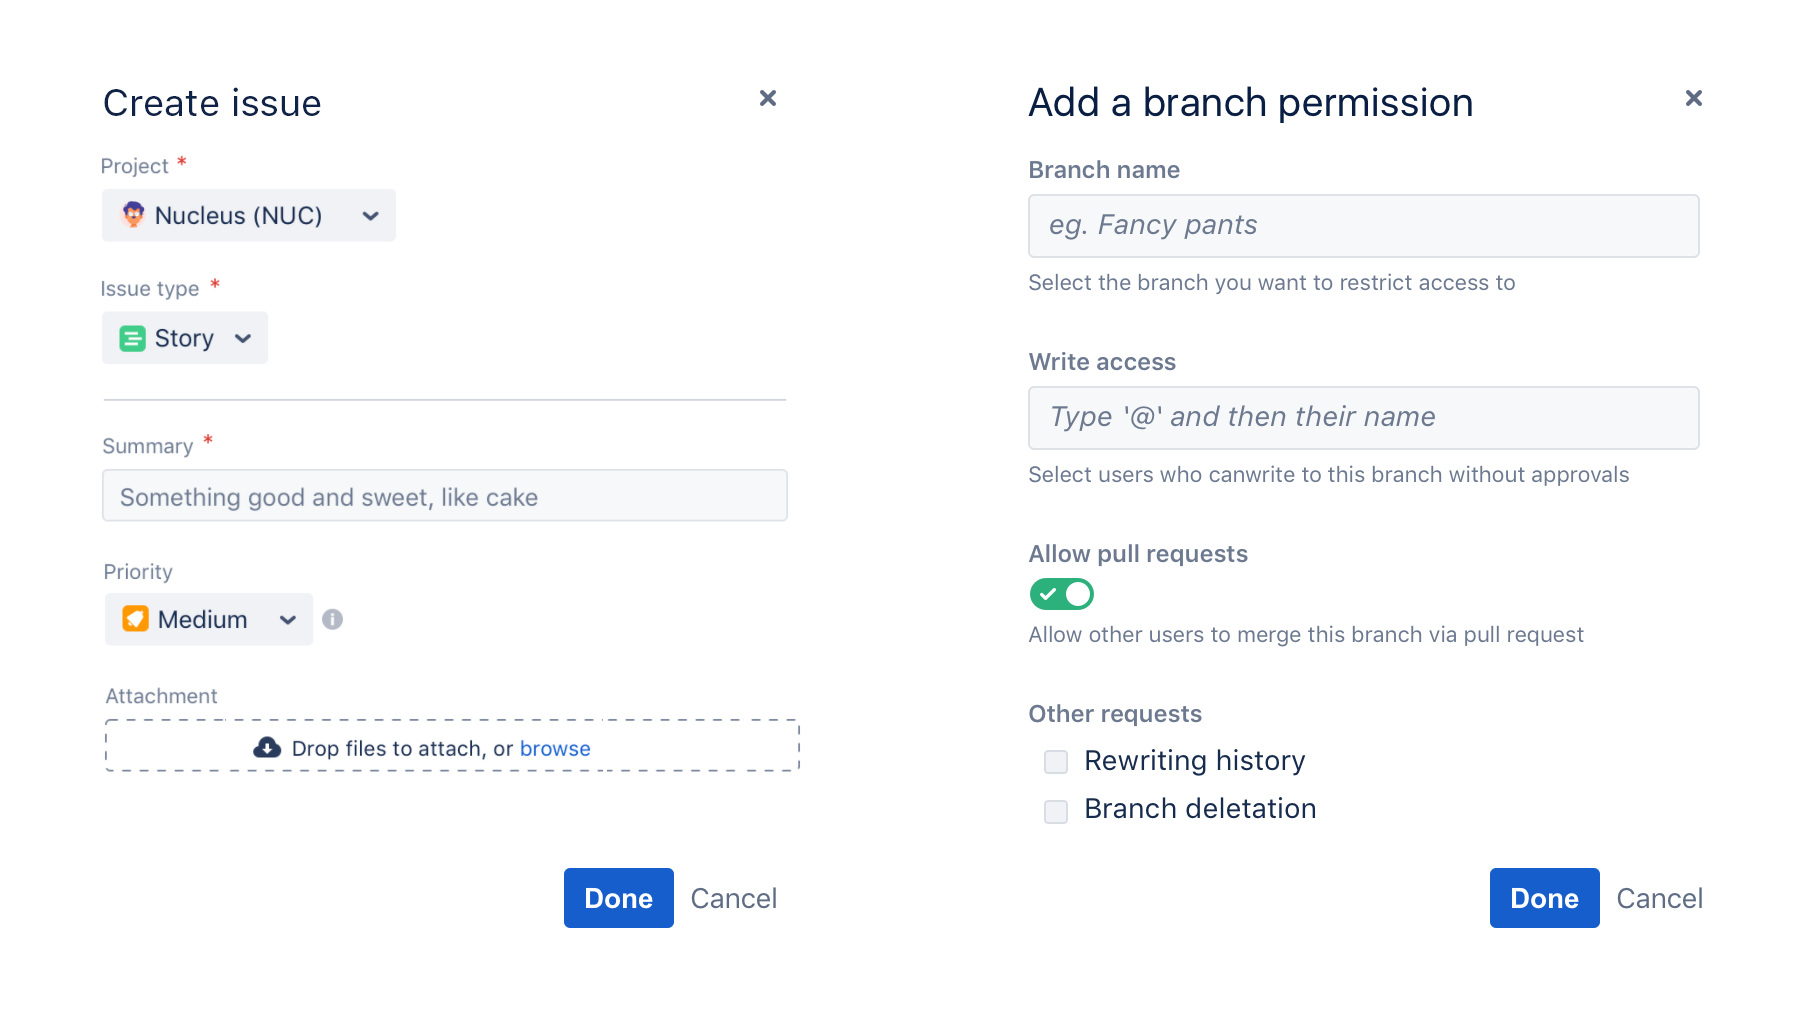 Create issue
Project *
Nucleus (NUC)
Issue type *
Story
Summary *
Something good and sweet, like cake
Priority
Medium
Attachment
Drop files to attach, or browse
Done Cancel
Add a branch permission
Branch name
eg. Fancy pants
Select the branch you want to restrict access to
Write access
Type '@' and then their name
Select users who canwrite to this branch without approvals
Allow pull requests
Allow other users to merge this branch via pull request
Other requests
Rewriting history
Branch deletation
Done Cancel